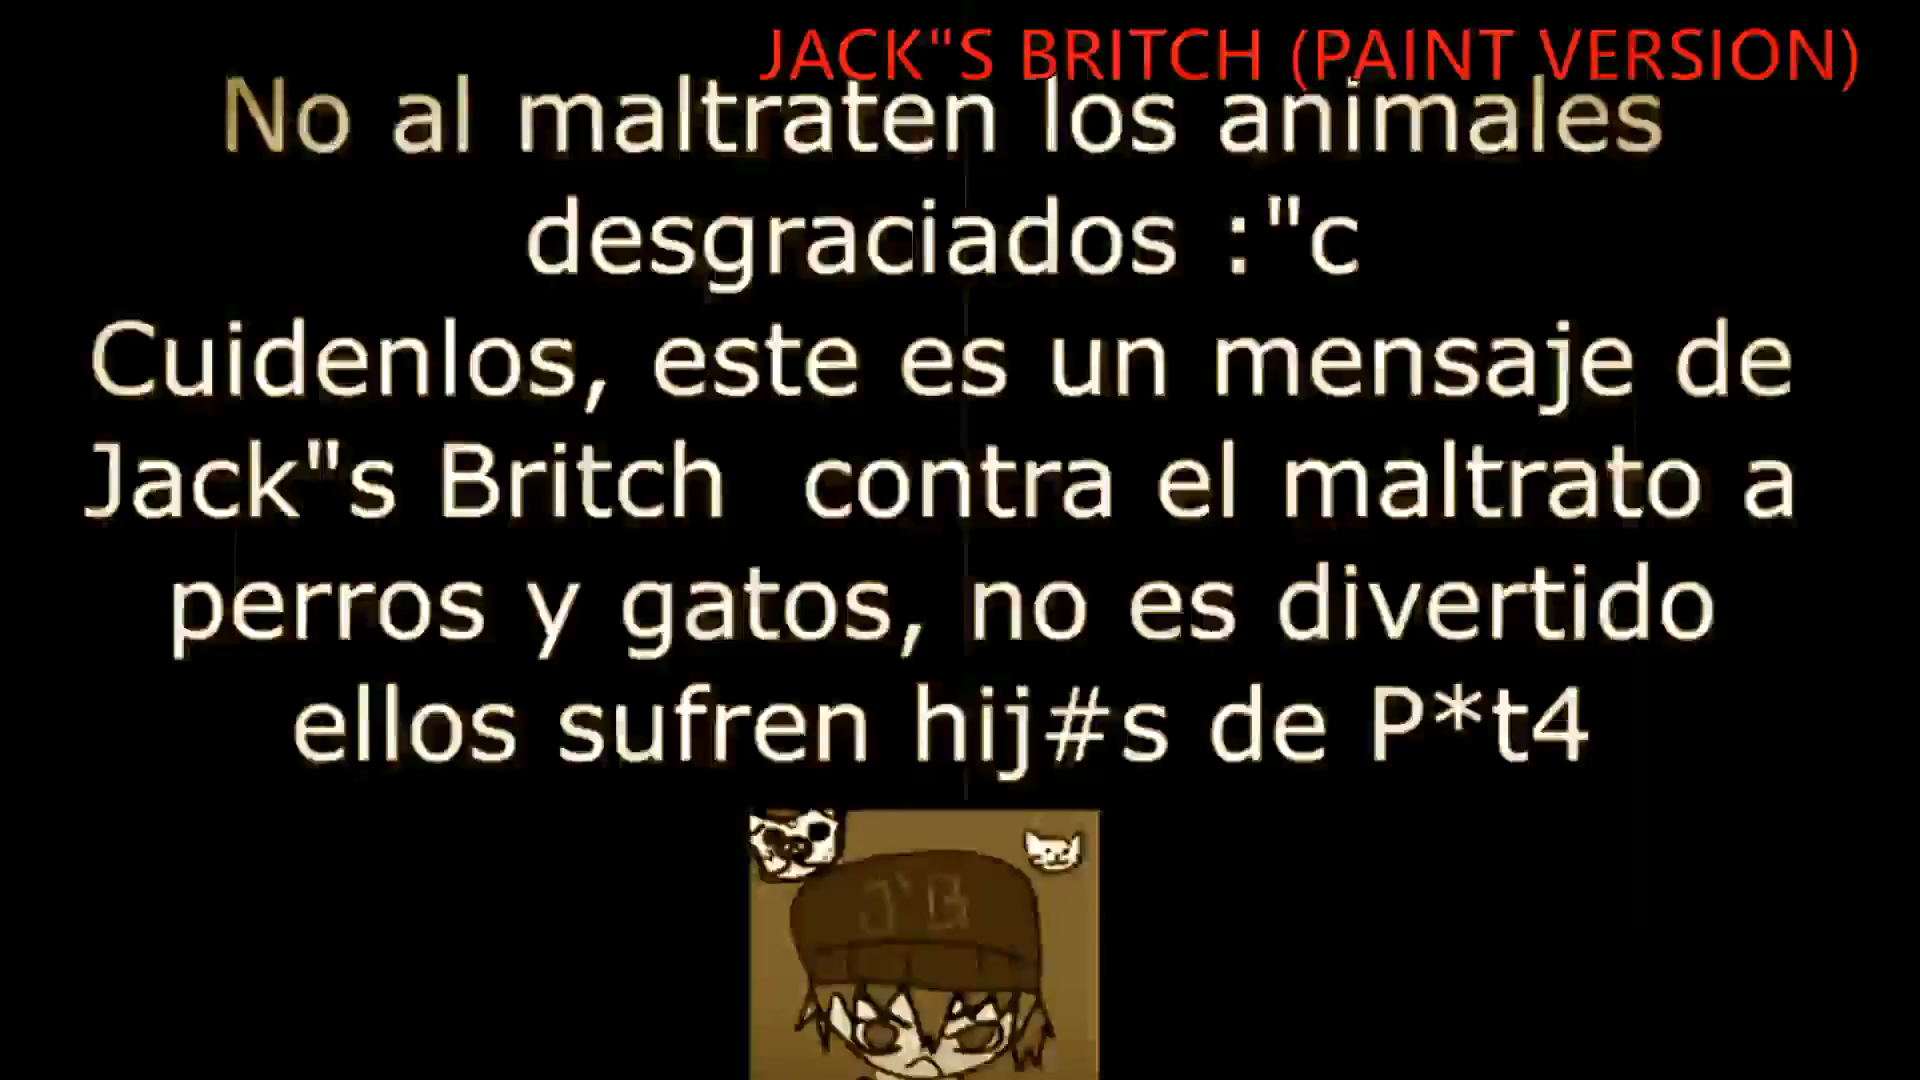 JACK"S BRITCH (PAINT VERSION)
No al maltraten los animales
desgraciados :"c
Cuidenlos, este es un mensaje de
Jack"s Britch contra el maltrato a
perros y gatos, no es divertido
ellos sufren hij#s de P*t4
J'B